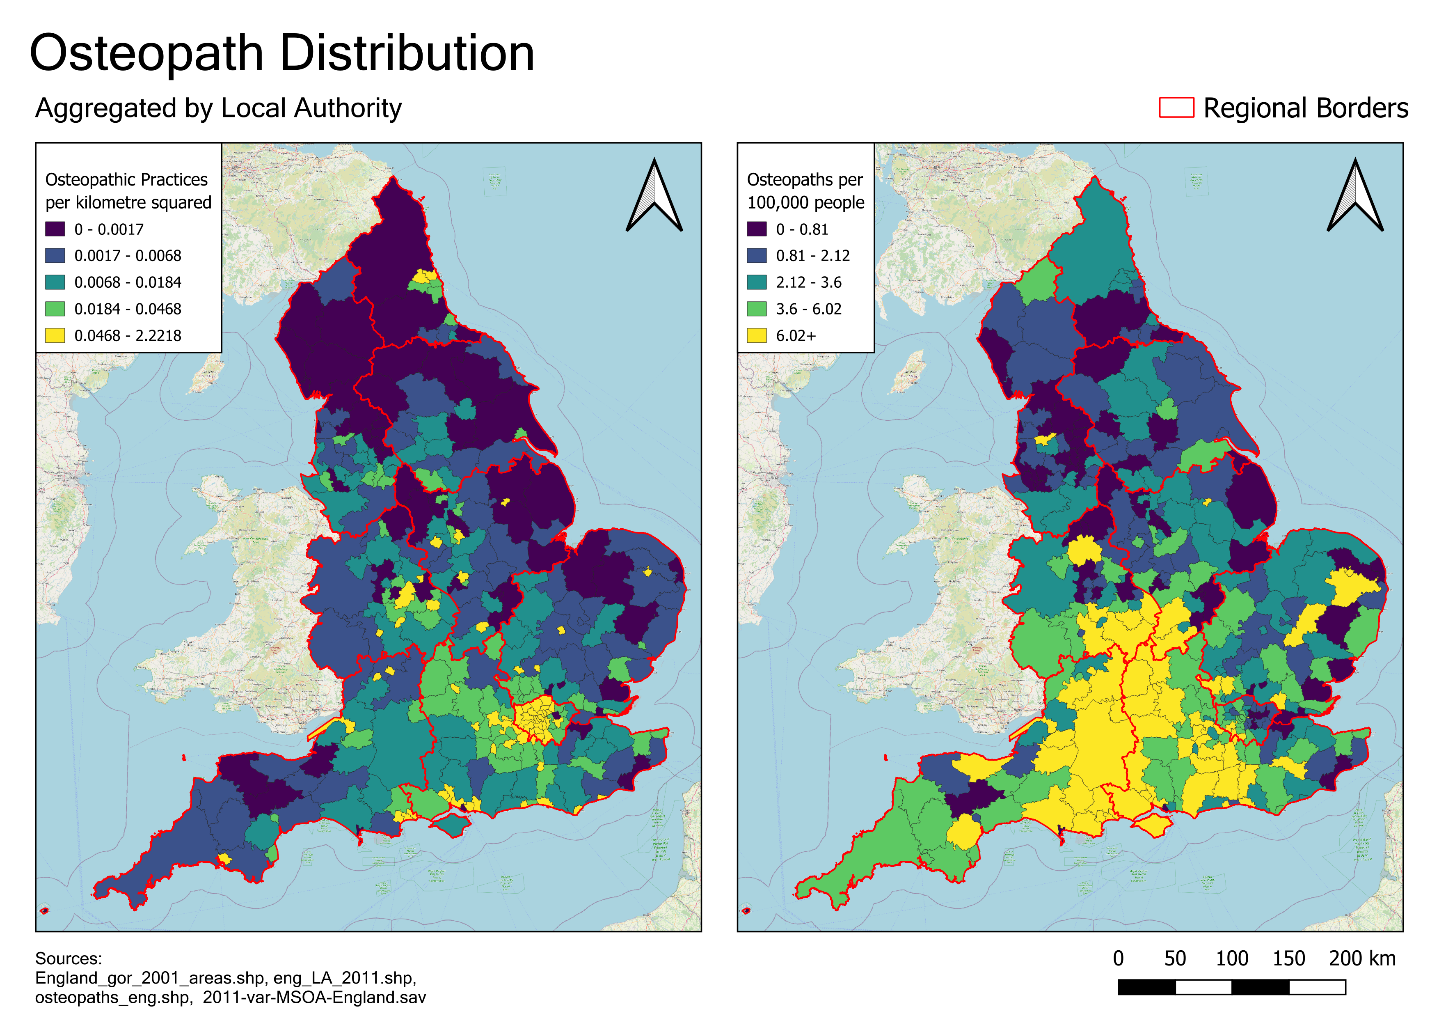 Osteopath Distribution
Aggregated by Local Authority
Regional Borders
Osteopathic Practices
per kilometre squared
0 - 0.0017
0.0017 - 0.0068
0.0068 - 0.0184
0.0184 - 0.0468
0.0468 - 2.2218
Osteopaths per
100,000 people
0 - 0.81
0.81 - 2.12
2.12 - 3.6
3.6 - 6.02
6.02+
Sources:
England_gor_2001_areas.shp, eng_LA_2011.shp,
osteopaths_eng.shp, 2011-var-MSOA-England.sav
0 50 100 150 200 km